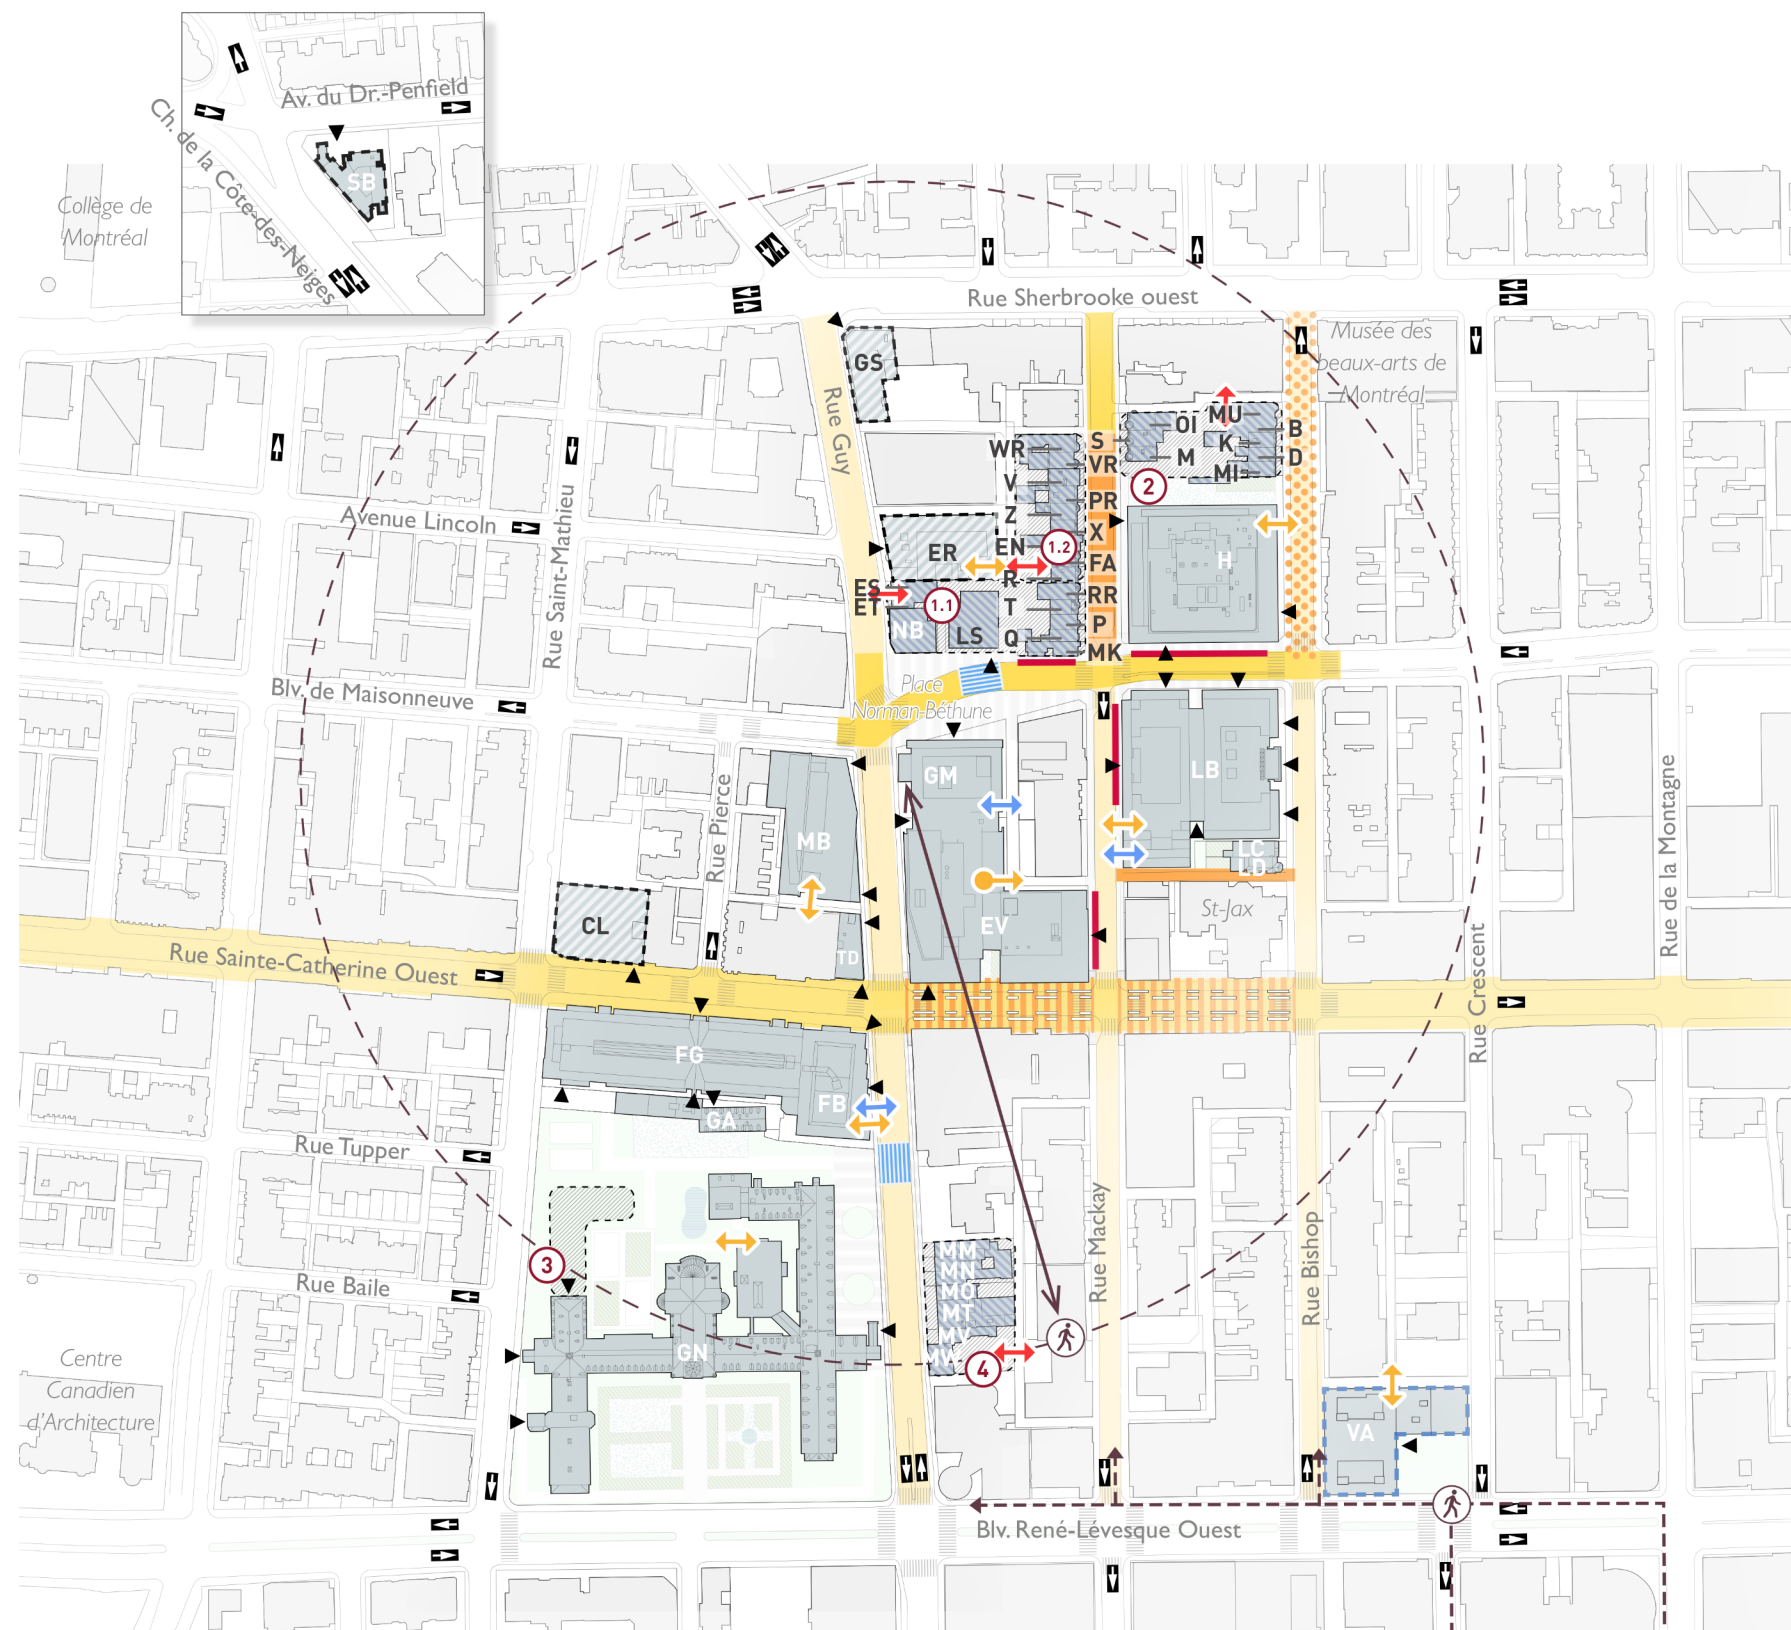 Av. du Dr.-Penfield
Ch. de la Côte-des-Neiges
SB
Collège de
Montréal
Rue Sherbrooke ouest
Musée des
beaux-arts de
Montréal
GS
Rue Guy
WR
V
Z
EN
1.2
R
T
Q
S
VR
PR
X
FA
RR
P
MK
OI
M
MU
K
MI
B
D
2
H
ER
ES
ET
1.1
NB
LS
Avenue Lincoln
Rue Saint-Mathieu
Blv. de Maisonneuve
Place
Norman-Béthune
GM
LB
LC
LD
St-Jax
EV
MB
TD
Rue Pierce
CL
Rue Sainte-Catherine Ouest
Rue de la Montagne
Rue Crescent
FG
FB
GA
Rue Tupper
Rue Baile
3
GN
MM
MN
MO
MT
MV
MW
4
Rue Mackay
Rue Bishop
VA
Centre
Canadien
d'Architecture
Blv. René-Lévesque Ouest